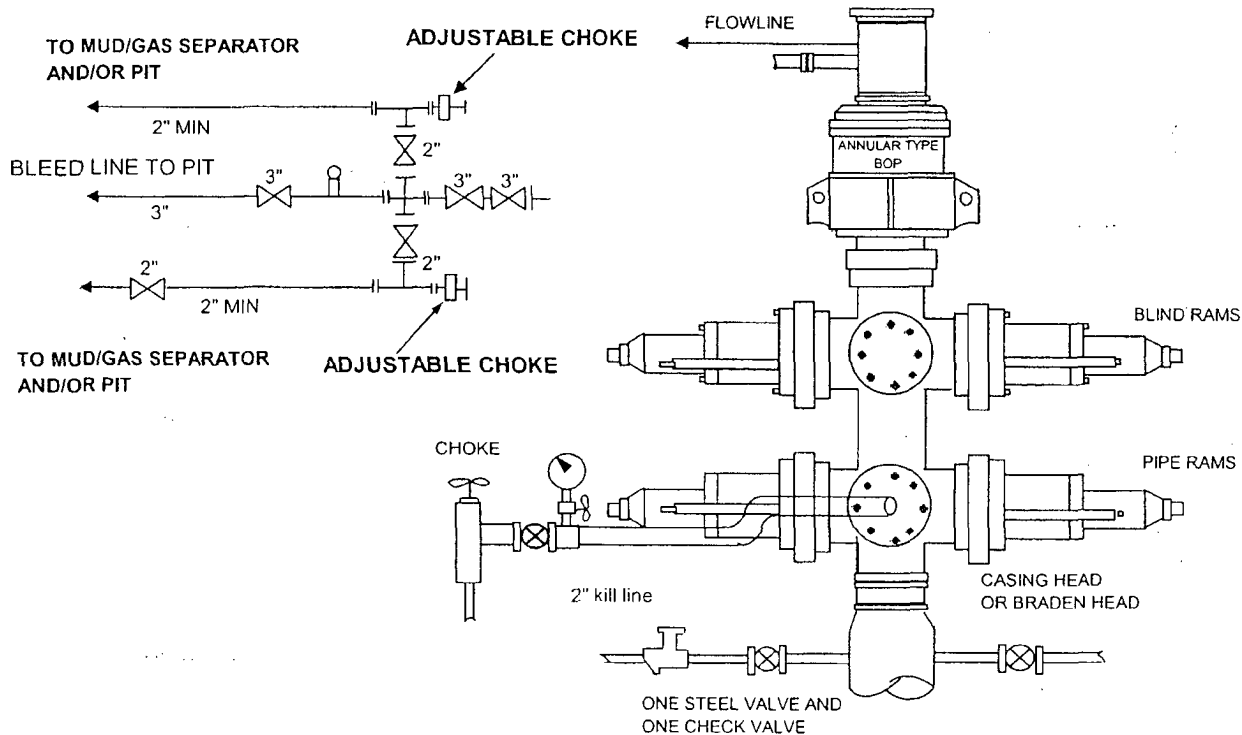 TO MUD/GAS SEPARATOR
AND/OR PIT
ADJUSTABLE CHOKE
2" MIN
2"
BLEED LINE TO PIT
3"
3"
3"
3"
2"
2"
2" MIN
TO MUD/GAS SEPARATOR
AND/OR PIT
ADJUSTABLE CHOKE
FLOWLINE
ANNULAR TYPE
BOP
BLIND RAMS
CHOKE
PIPE RAMS
2" kill line
CASING HEAD
OR BRADEN HEAD
ONE STEEL VALVE AND
ONE CHECK VALVE